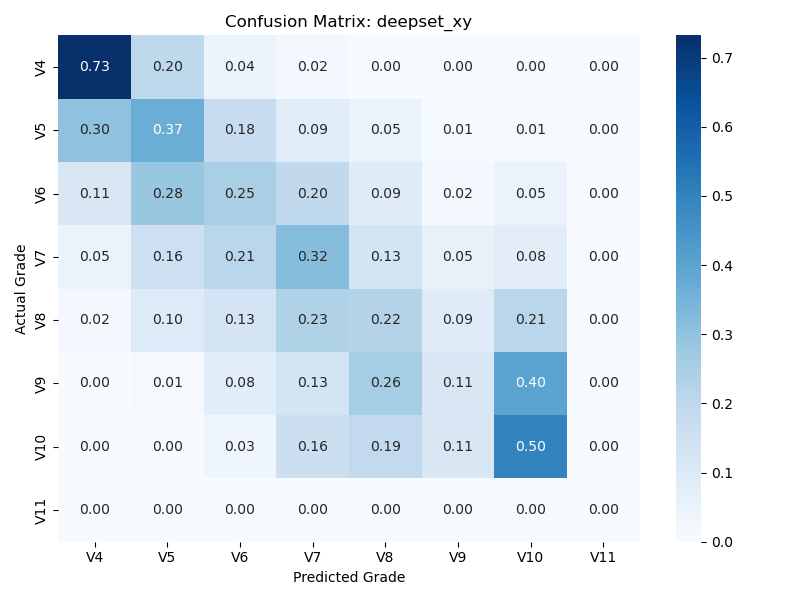 Confusion Matrix: deepset_xy
Actual Grade
V4 0.73 0.20 0.04 0.02 0.00 0.00 0.00 0.00
V5 0.30 0.37 0.18 0.09 0.05 0.01 0.01 0.00
V6 0.11 0.28 0.25 0.20 0.09 0.02 0.05 0.00
V7 0.05 0.16 0.21 0.32 0.13 0.05 0.08 0.00
V8 0.02 0.10 0.13 0.23 0.22 0.09 0.21 0.00
V9 0.00 0.01 0.08 0.13 0.26 0.11 0.40 0.00
V10 0.00 0.00 0.03 0.16 0.19 0.11 0.50 0.00
V11 0.00 0.00 0.00 0.00 0.00 0.00 0.00 0.00
V4 V5 V6 V7 V8 V9 V10 V11
Predicted Grade
0.7
0.6
0.5
0.4
0.3
0.2
0.1
0.0